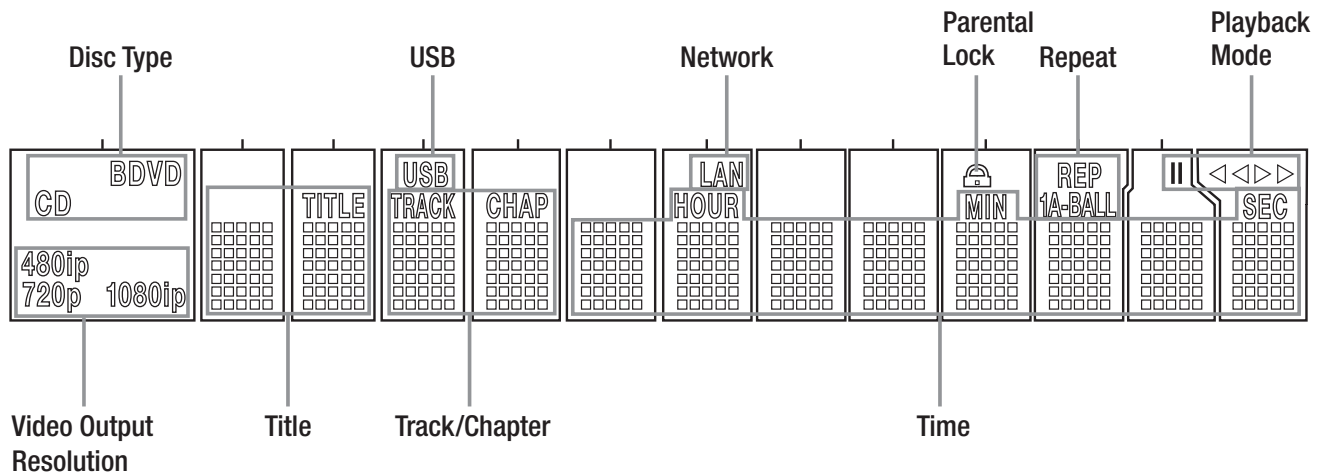 Parental Playback
Disc Type USB Network Lock Repeat Mode
BDVD USB LAN REP
CD TITLE TRACK CHAP HOUR MIN 1A-BALL SEC
480ip
720p 1080ip
Video Output Title Track/Chapter Time
Resolution